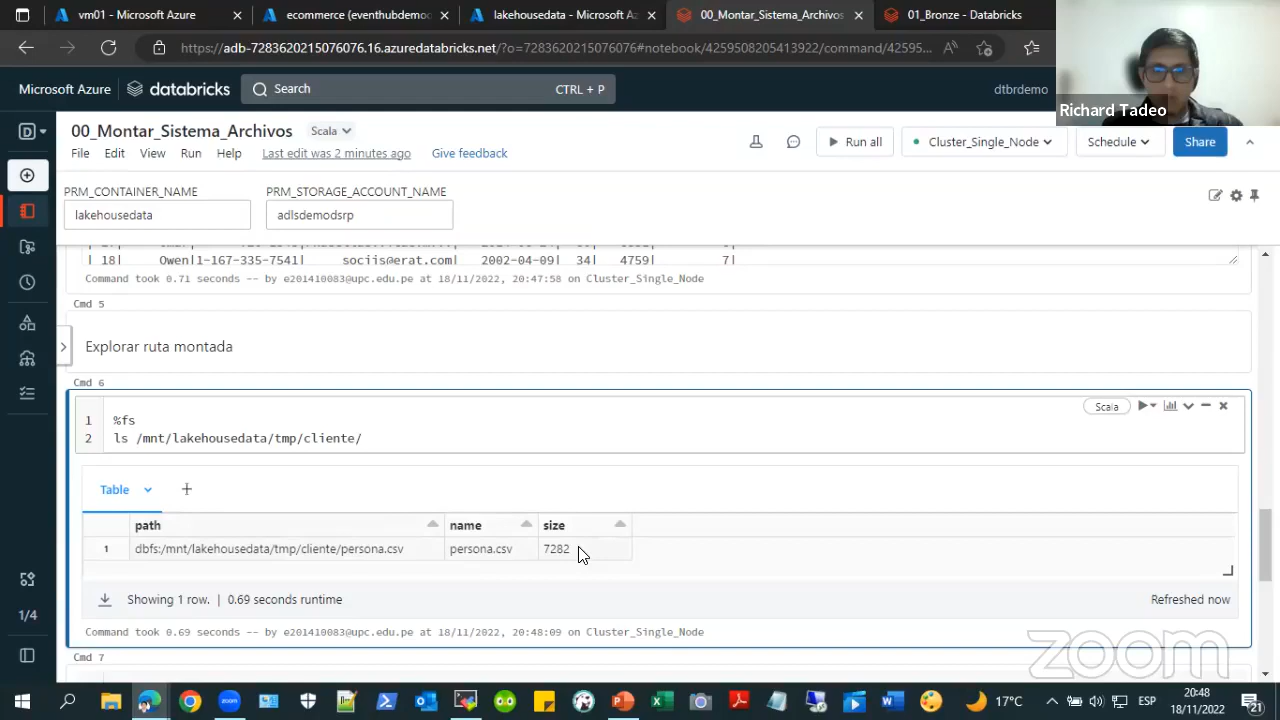 vm01 - Microsoft Azure
ecommerce (eventhubdemo
lakehousedata - Microsoft Az
00_Montar_Sistema_Archivos
01_Bronze - Databricks
https://adb-7283620215076076.16.azuredatabricks.net/?o=7283620215076076#notebook/4259508205413922/command/42595...
Richard Tadeo
Microsoft Azure
databricks
Search
CTRL + P
dtbrdemo
00_Montar_Sistema_Archivos
Scala
File Edit View Run Help
Last edit was 2 minutes ago
Give feedback
Run all
Cluster_Single_Node
Schedule
Share
PRM_CONTAINER_NAME
PRM_STORAGE_ACCOUNT_NAME
lakehousedata
adlsdemodsrp
| 18| Owen|1-167-335-7541| sociis@erat.com| 2002-04-09| 34| 4759| 7|
Command took 0.71 seconds -- by e201410083@upc.edu.pe at 18/11/2022, 20:47:58 on Cluster_Single_Node
Cmd 5
Explorar ruta montada
Cmd 6
1 %fs
2 ls /mnt/lakehousedata/tmp/cliente/
Scala
Table
path name size
1 dbfs:/mnt/lakehousedata/tmp/cliente/persona.csv persona.csv 7282
Showing 1 row. | 0.69 seconds runtime
Refreshed now
Command took 0.69 seconds -- by e201410083@upc.edu.pe at 18/11/2022, 20:48:09 on Cluster_Single_Node
Cmd 7
1/4
zoom
17°C
ESP
20:48
18/11/2022
21